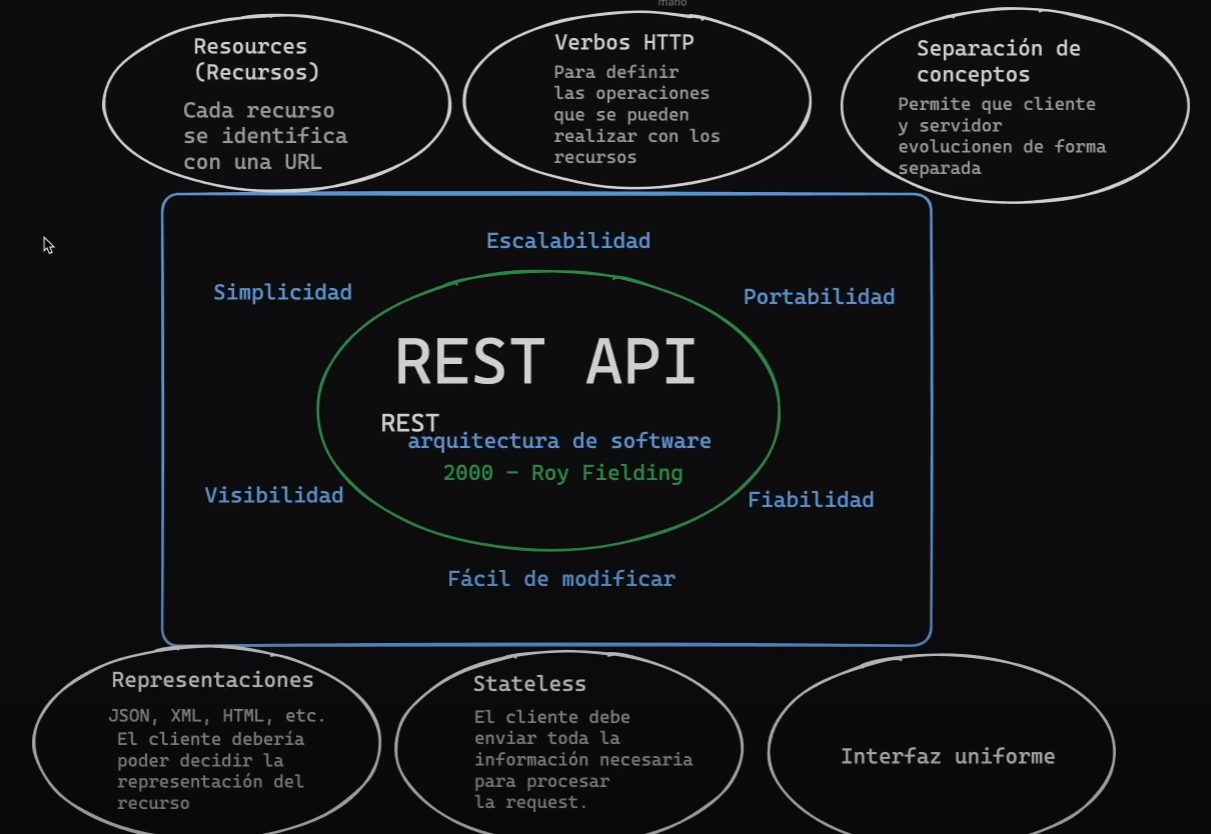 mano
Resources
(Recursos)
Cada recurso
se identifica
con una URL
Verbos HTTP
Para definir
las operaciones
que se pueden
realizar con los
recursos
Separación de
conceptos
Permite que cliente
y servidor
evolucionen de forma
separada
Escalabilidad
Simplicidad
Portabilidad
REST API
REST
arquitectura de software
2000 - Roy Fielding
Visibilidad
Fiabilidad
Fácil de modificar
Representaciones
JSON, XML, HTML, etc.
El cliente debería
poder decidir la
representación del
recurso
Stateless
El cliente debe
enviar toda la
información necesaria
para procesar
la request.
Interfaz uniforme